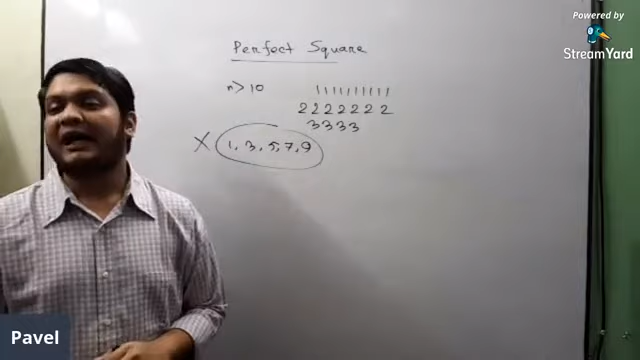 Powered by
StreamYard
Perfect Square
n > 10
1111111111
2222222
3333
X 1, 3, 5, 7, 9
Pavel